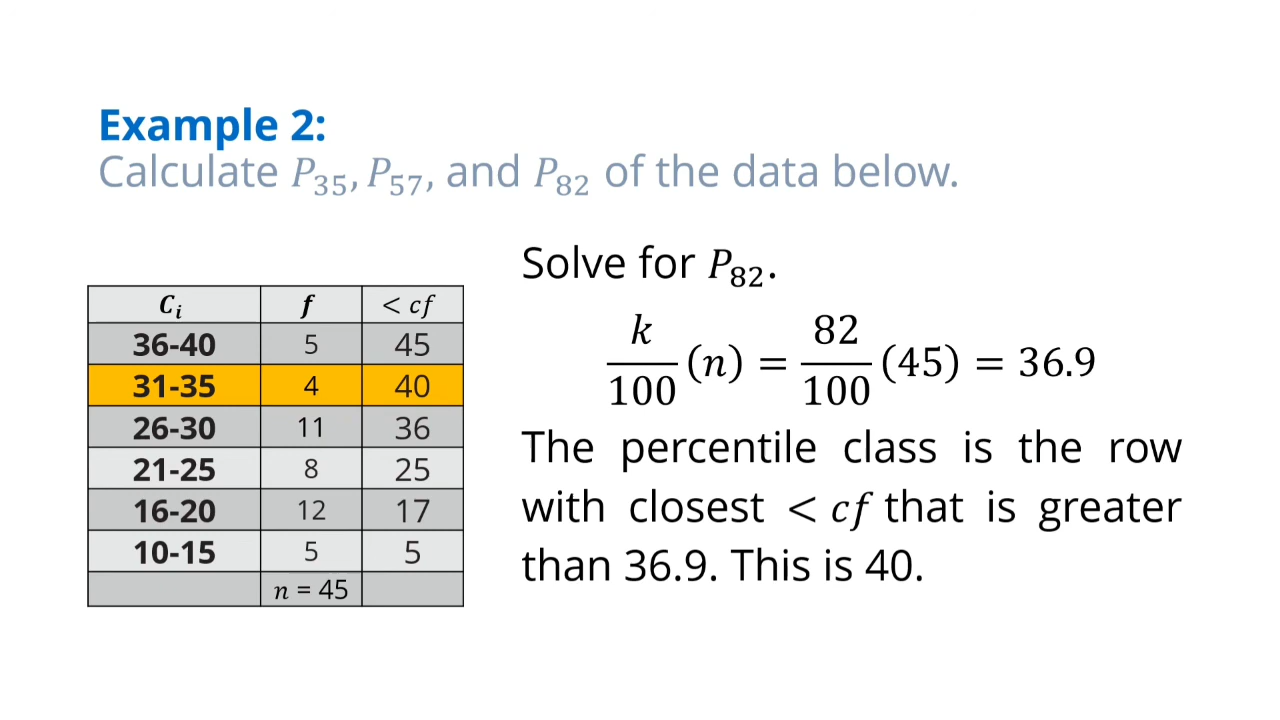 Example 2:
Calculate P₃₅, P₅₇, and P₈₂ of the data below.
Solve for P₈₂.
k/100 (n) = 82/100 (45) = 36.9
The percentile class is the row
with closest < cf that is greater
than 36.9. This is 40.
Cᵢ f < cf
36-40 5 45
31-35 4 40
26-30 11 36
21-25 8 25
16-20 12 17
10-15 5 5
n = 45